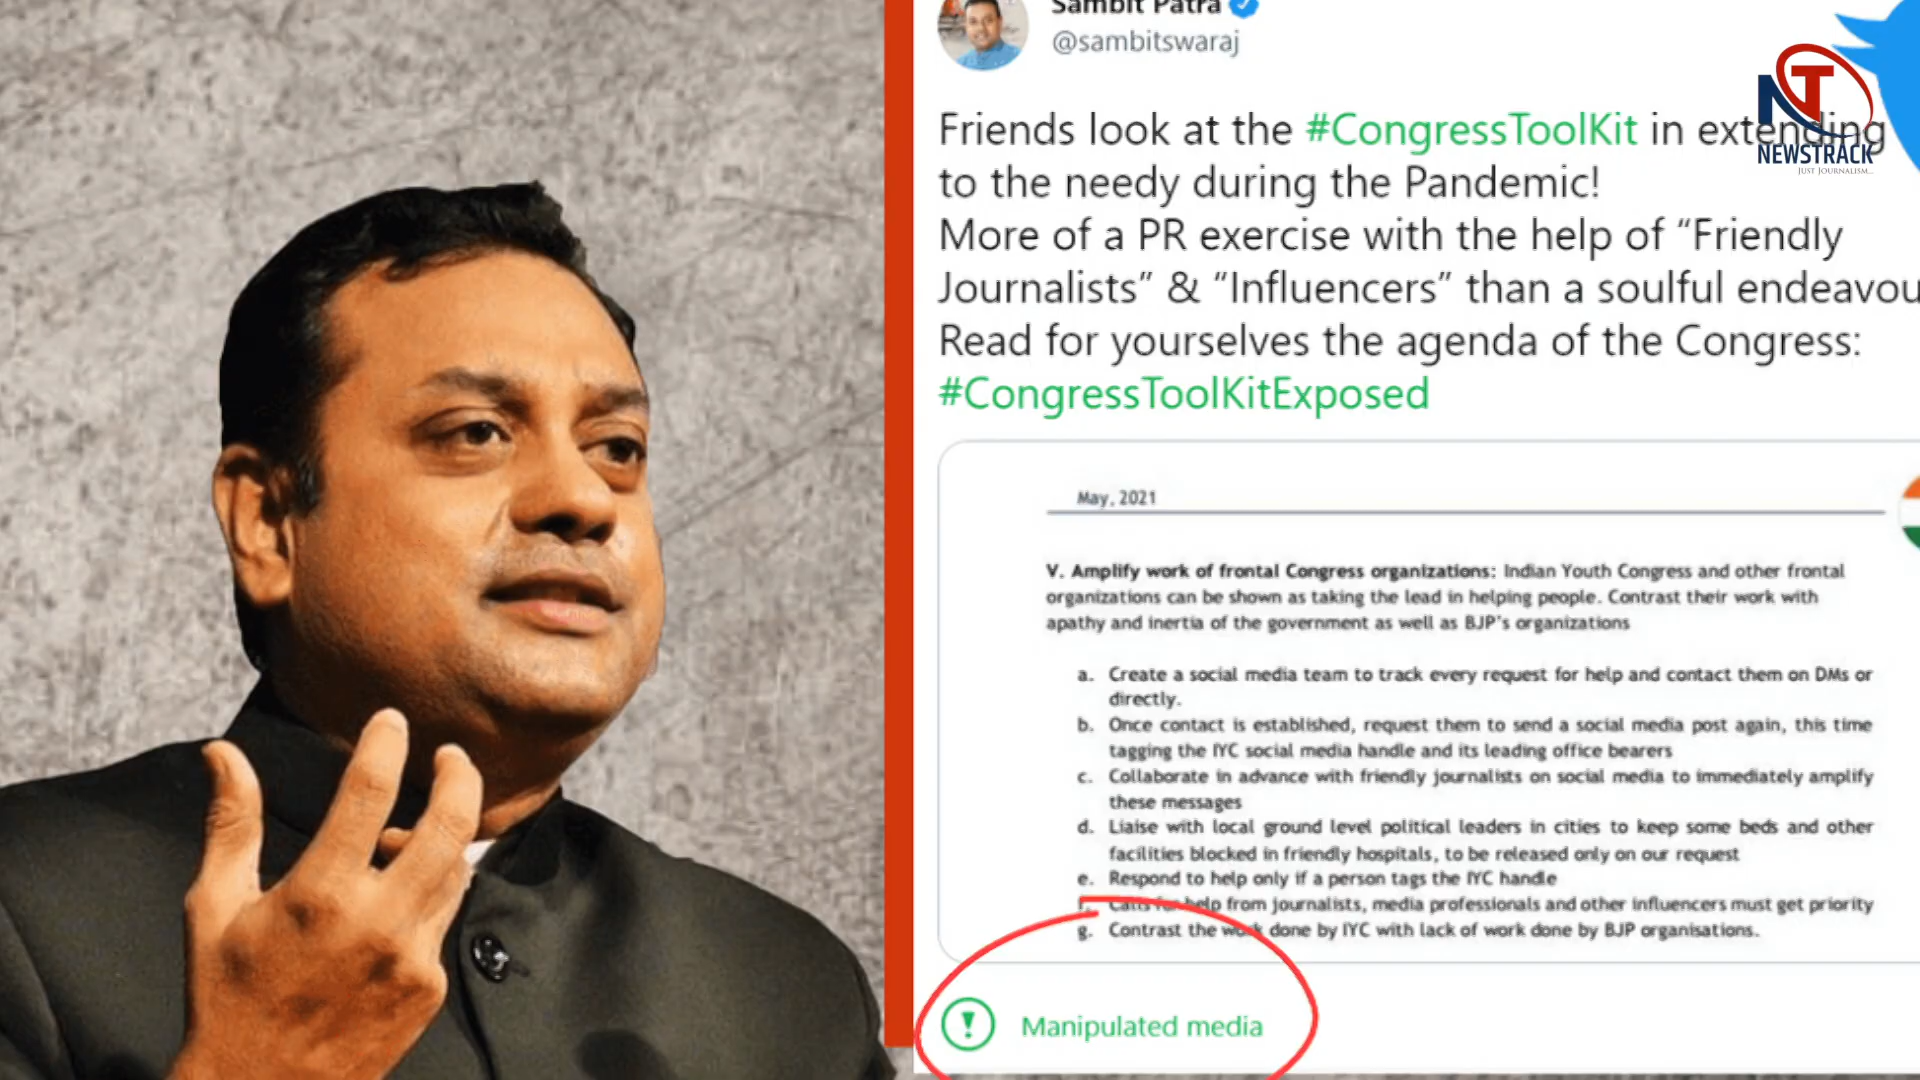 Sambit Patra
@sambitswaraj
NT
NEWSTRACK
JUST JOURNALISM...
Friends look at the #CongressToolKit in extending
to the needy during the Pandemic!
More of a PR exercise with the help of “Friendly
Journalists” & “Influencers” than a soulful endeavou
Read for yourselves the agenda of the Congress:
#CongressToolKitExposed
May, 2021
V. Amplify work of frontal Congress organizations: Indian Youth Congress and other frontal
organizations can be shown as taking the lead in helping people. Contrast their work with
apathy and inertia of the government as well as BJP's organizations
a. Create a social media team to track every request for help and contact them on DMs or
directly.
b. Once contact is established, request them to send a social media post again, this time
tagging the IYC social media handle and its leading office bearers
c. Collaborate in advance with friendly journalists on social media to immediately amplify
these messages
d. Liaise with local ground level political leaders in cities to keep some beds and other
facilities blocked in friendly hospitals, to be released only on our request
e. Respond to help only if a person tags the IYC handle
f. Calls for help from journalists, media professionals and other influencers must get priority
g. Contrast the work done by IYC with lack of work done by BJP organisations.
Manipulated media